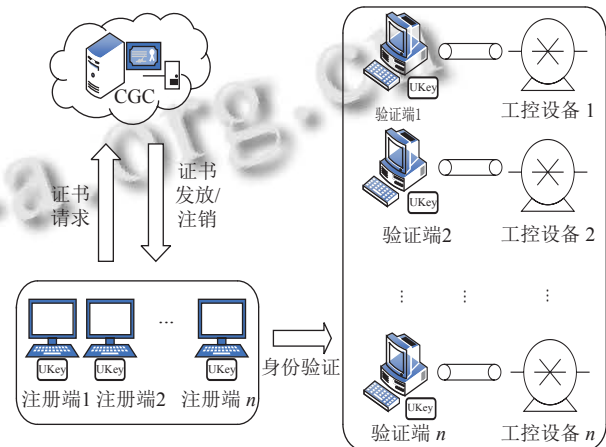 CGC
证书
请求
证书
发放/
注销
UKey
UKey
...
UKey
注册端1 注册端2 注册端 n
身份验证
UKey
验证端1
工控设备 1
UKey
验证端2
工控设备 2
... ... ...
UKey
验证端 n
工控设备 n
a.org.cn